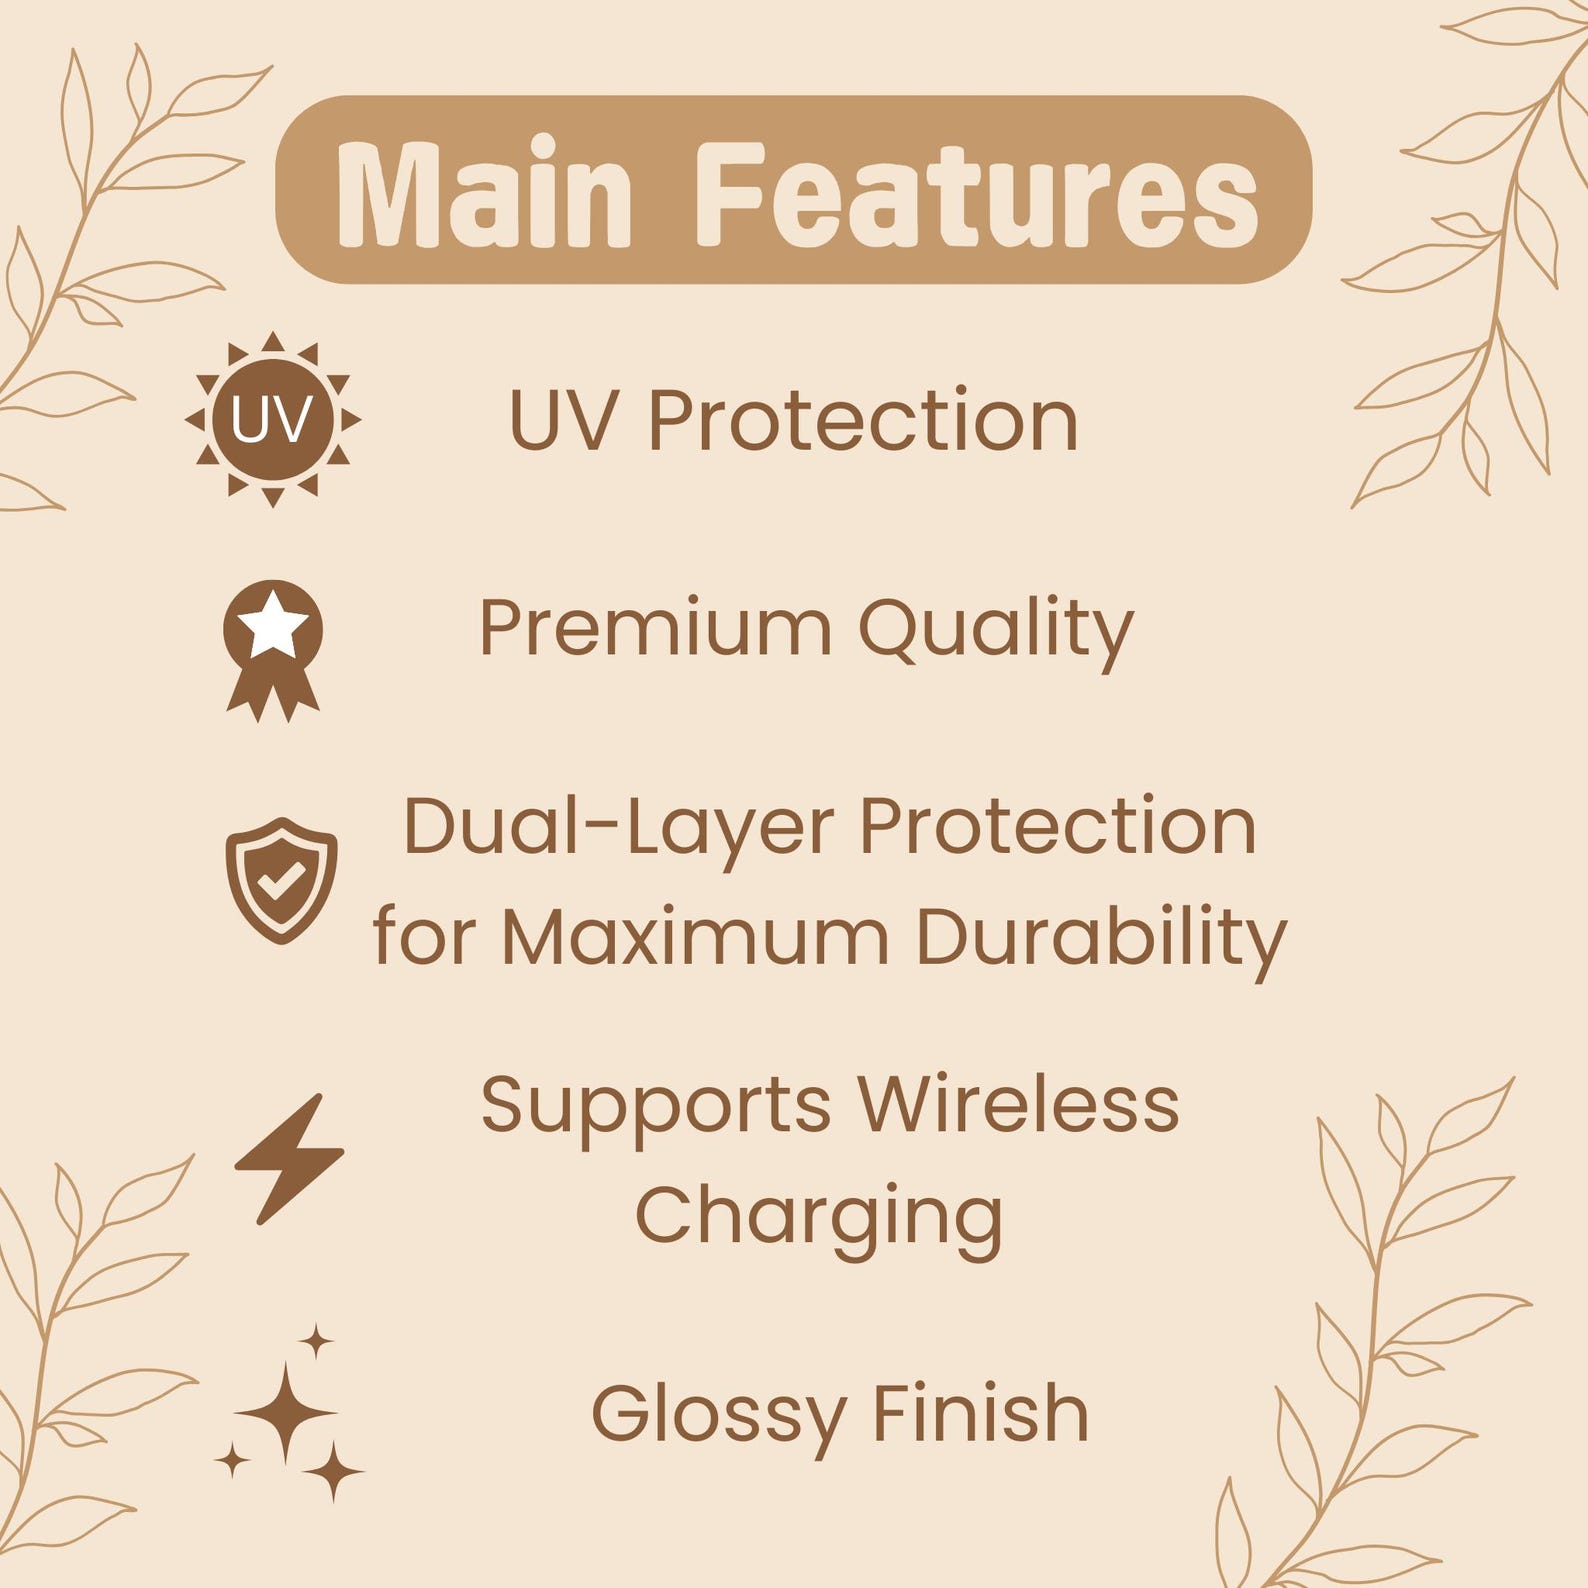 Main Features
UV
UV Protection
Premium Quality
Dual-Layer Protection
for Maximum Durability
Supports Wireless
Charging
Glossy Finish